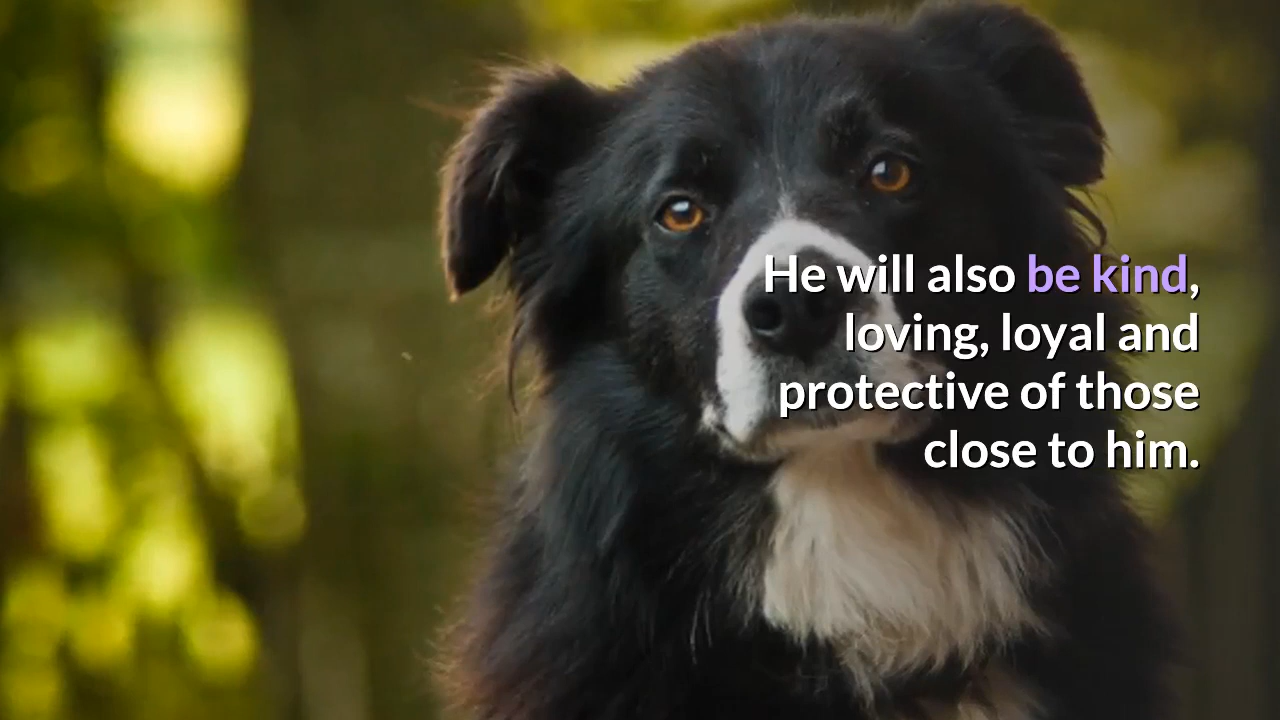 He will also be kind,
loving, loyal and
protective of those
close to him.